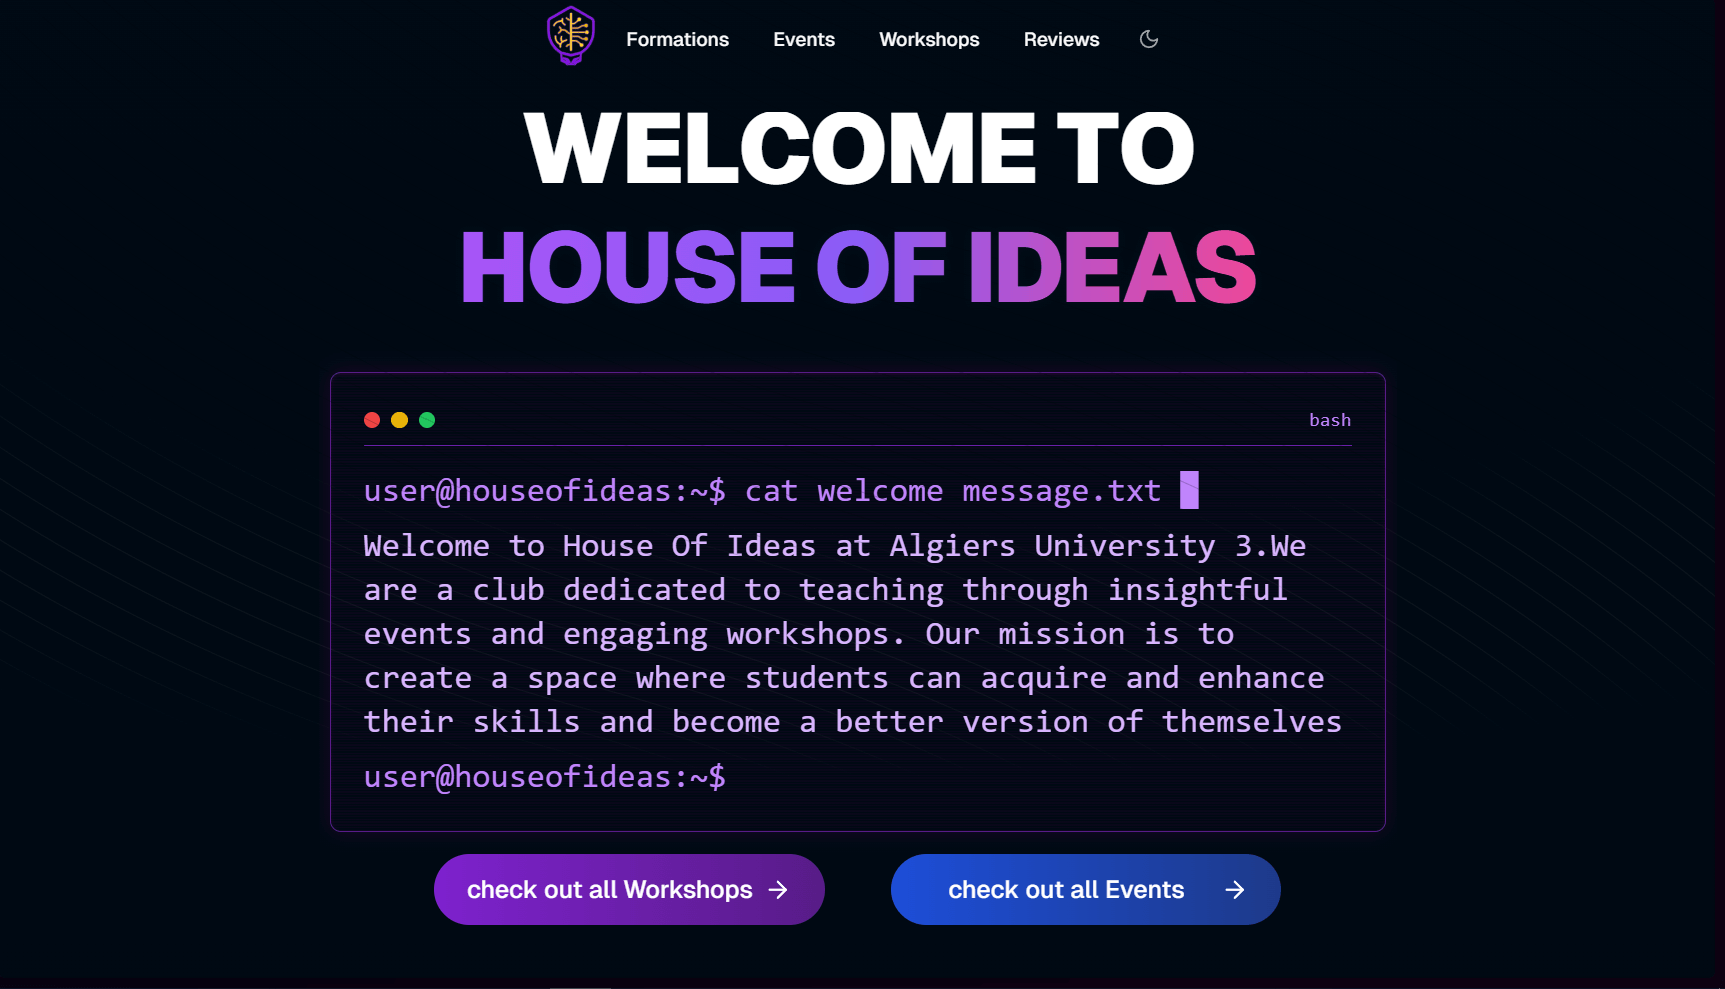 Formations Events Workshops Reviews
WELCOME TO
HOUSE OF IDEAS
bash
user@houseofideas:~$ cat welcome message.txt
Welcome to House Of Ideas at Algiers University 3.We
are a club dedicated to teaching through insightful
events and engaging workshops. Our mission is to
create a space where students can acquire and enhance
their skills and become a better version of themselves
user@houseofideas:~$
check out all Workshops →
check out all Events →